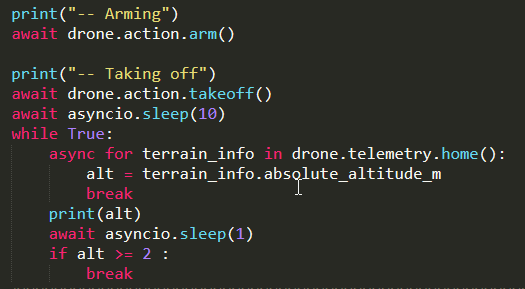 print("-- Arming")
await drone.action.arm()
print("-- Taking off")
await drone.action.takeoff()
await asyncio.sleep(10)
while True:
    async for terrain_info in drone.telemetry.home():
        alt = terrain_info.absolute_altitude_m
        break
    print(alt)
    await asyncio.sleep(1)
    if alt >= 2 :
        break